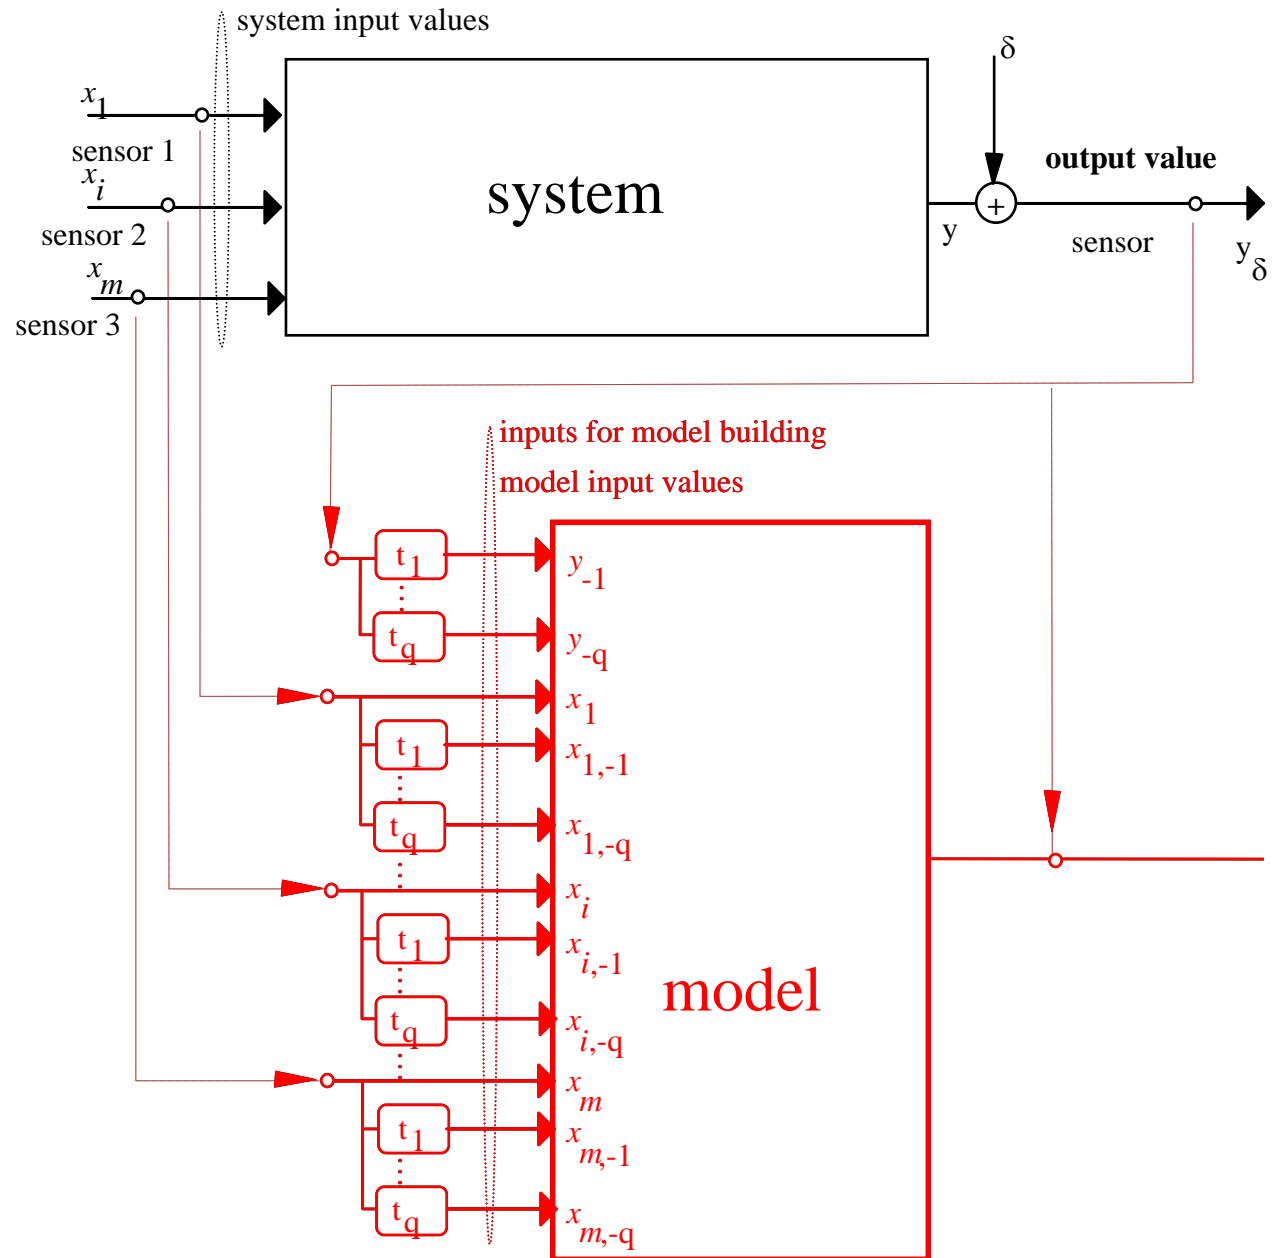 system input values
δ
x1
output value
sensor 1
xi
system
+
y
sensor 2
sensor
yδ
xm
sensor 3
inputs for model building
model input values
t1
y-1
tq
y-q
x1
t1
x1,-1
tq
x1,-q
xi
t1
xi,-1
model
tq
xi,-q
xm
t1
xm,-1
tq
xm,-q